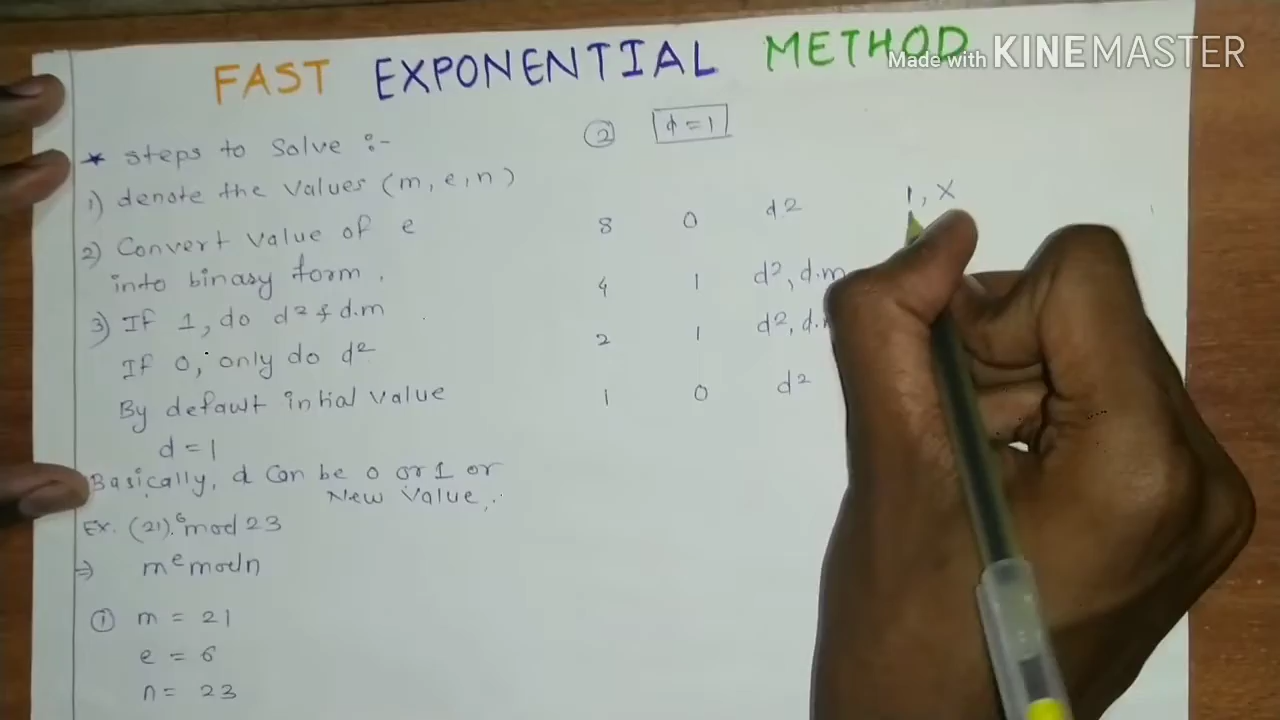 FAST EXPONENTIAL METHOD
Made with KINEMASTER
* steps to solve :-
1) denote the values (m, e, n)
2) Convert value of e
into binary form.
3) If 1, do d² & d.m
If 0, only do d²
By defawt intial value
d = 1
Basically, d can be 0 or 1 or
New Value.
Ex. (21)⁶ mod 23
⇒ mᵉ mod n
① m = 21
e = 6
n = 23
② d = 1
8 0 d² 1, X
4 1 d², d.m
2 1 d², d.
1 0 d²